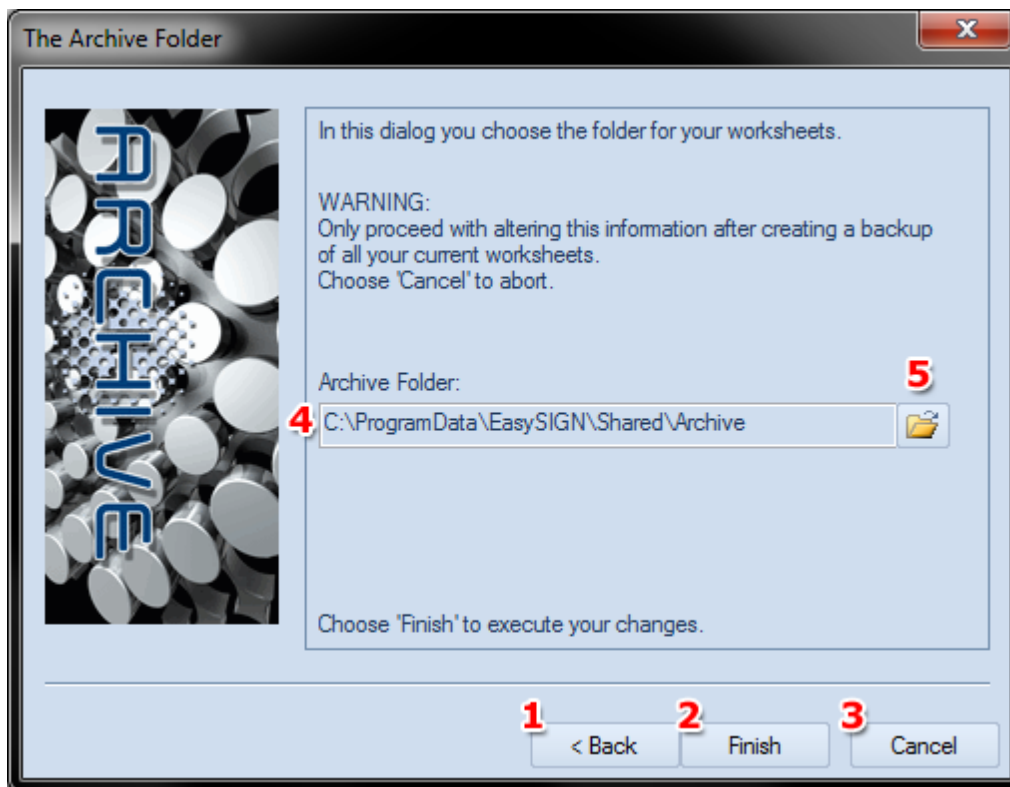 The Archive Folder
x
ARCHIVE
In this dialog you choose the folder for your worksheets.
WARNING:
Only proceed with altering this information after creating a backup
of all your current worksheets.
Choose 'Cancel' to abort.
Archive Folder:
5
4
C:\ProgramData\EasySIGN\Shared\Archive
Choose 'Finish' to execute your changes.
1 < Back 2 Finish 3 Cancel